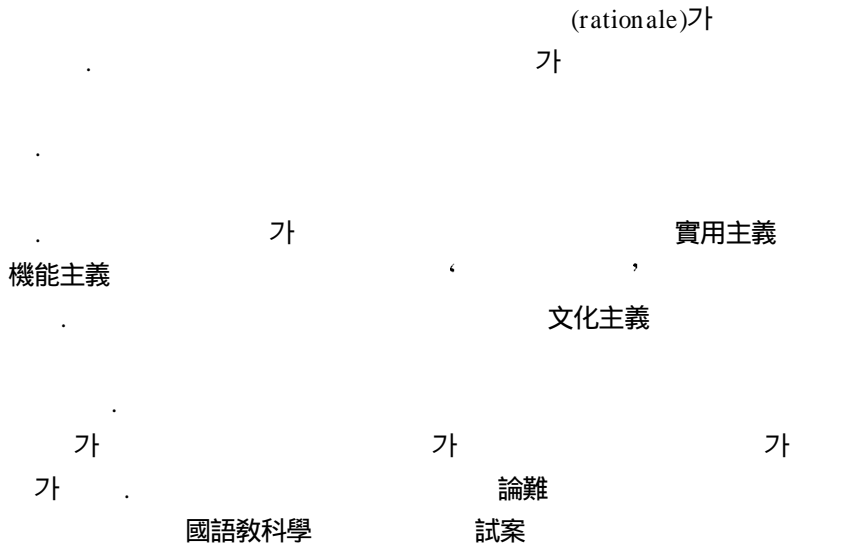 (rationale)가
. 가
.
. 가 實用主義
機能主義 ‘ ’
. 文化主義
.
가 가 가
가 . 論難
國語敎科學 試案